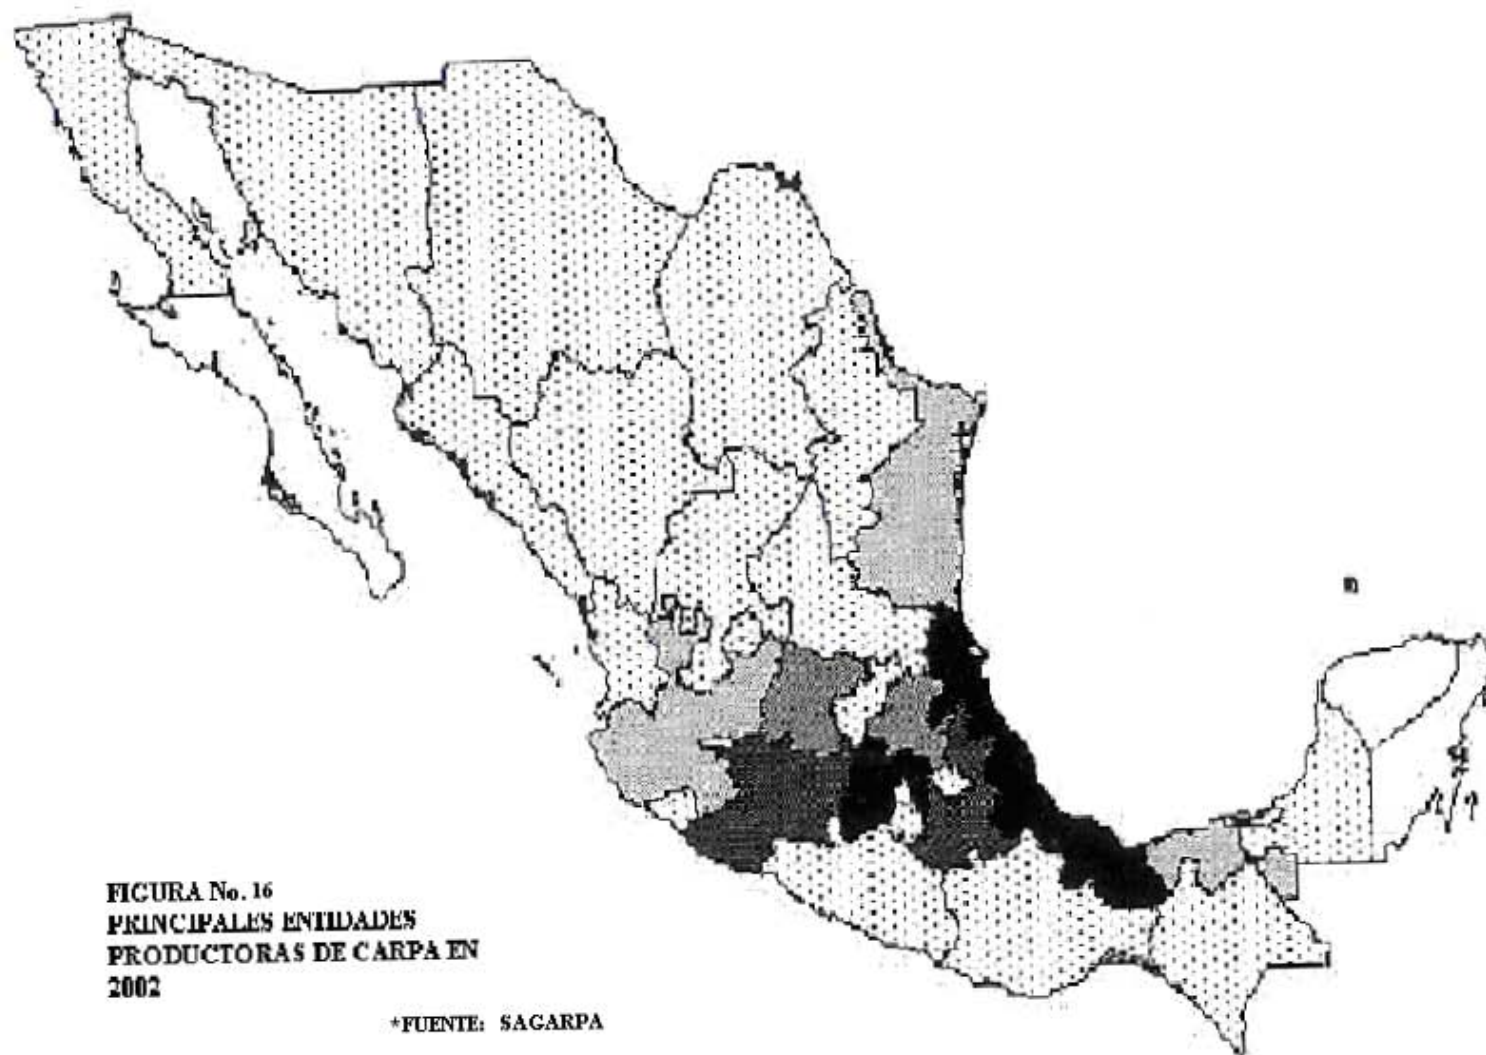 FIGURA No. 16
PRINCIPALES ENTIDADES
PRODUCTORAS DE CARPA EN
2002
*FUENTE: SAGARPA